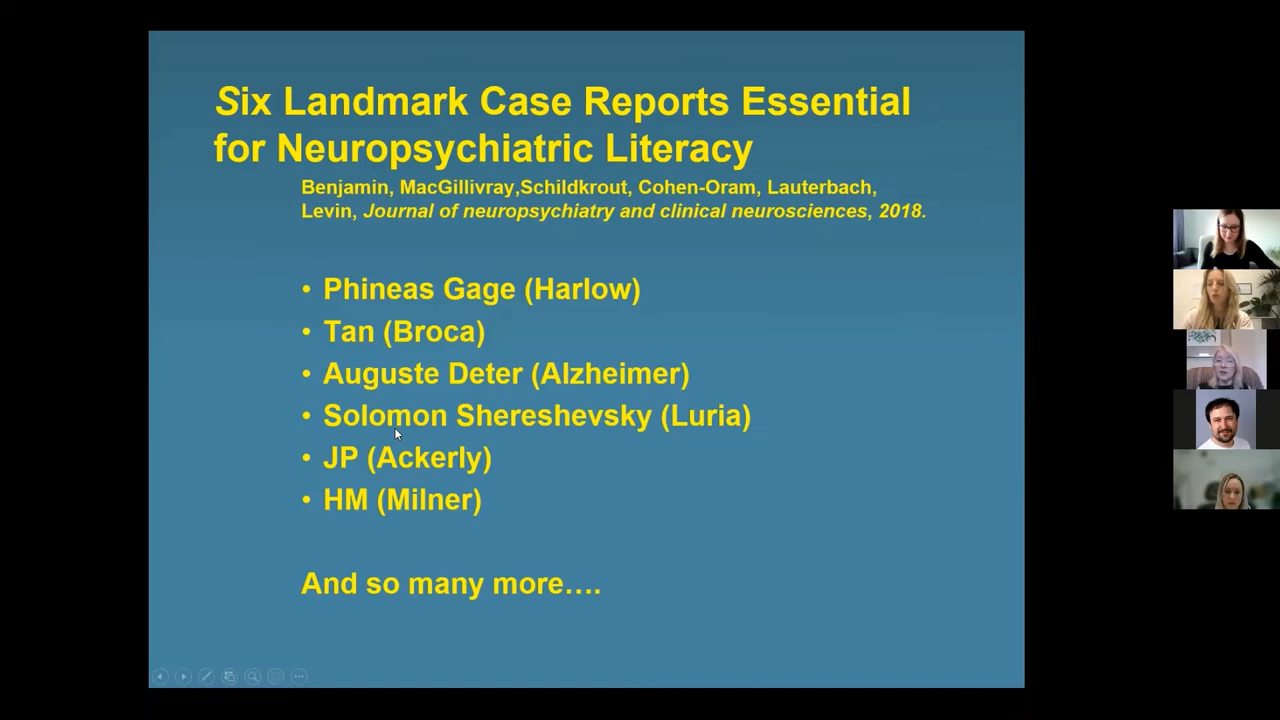 Six Landmark Case Reports Essential
for Neuropsychiatric Literacy
Benjamin, MacGillivray,Schildkrout, Cohen-Oram, Lauterbach,
Levin, Journal of neuropsychiatry and clinical neurosciences, 2018.
• Phineas Gage (Harlow)
• Tan (Broca)
• Auguste Deter (Alzheimer)
• Solomon Shereshevsky (Luria)
• JP (Ackerly)
• HM (Milner)
And so many more….